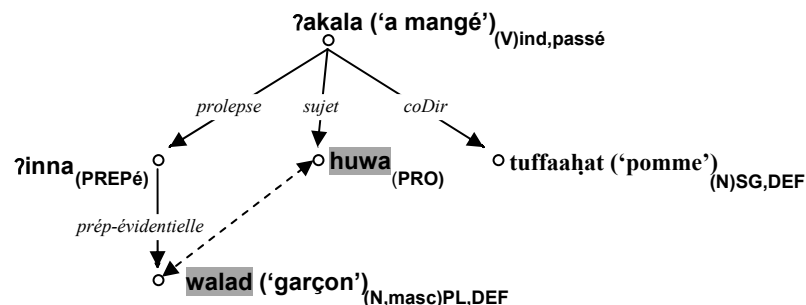 ʔakala (‘a mangé’)(V)ind,passé
prolepse sujet coDir
ʔinna(PREPé) huwa(PRO) tuffaaḥat (‘pomme’)(N)SG,DEF
prép-évidentielle
walad (‘garçon’)(N,masc)PL,DEF